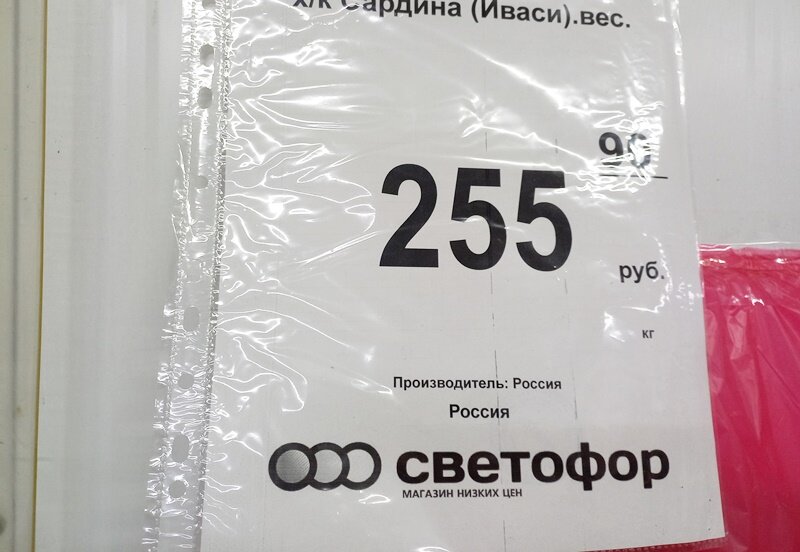 х/к Сардина (Иваси).вес.
255
90
руб.
кг
Производитель: Россия
Россия
светофор
МАГАЗИН НИЗКИХ ЦЕН